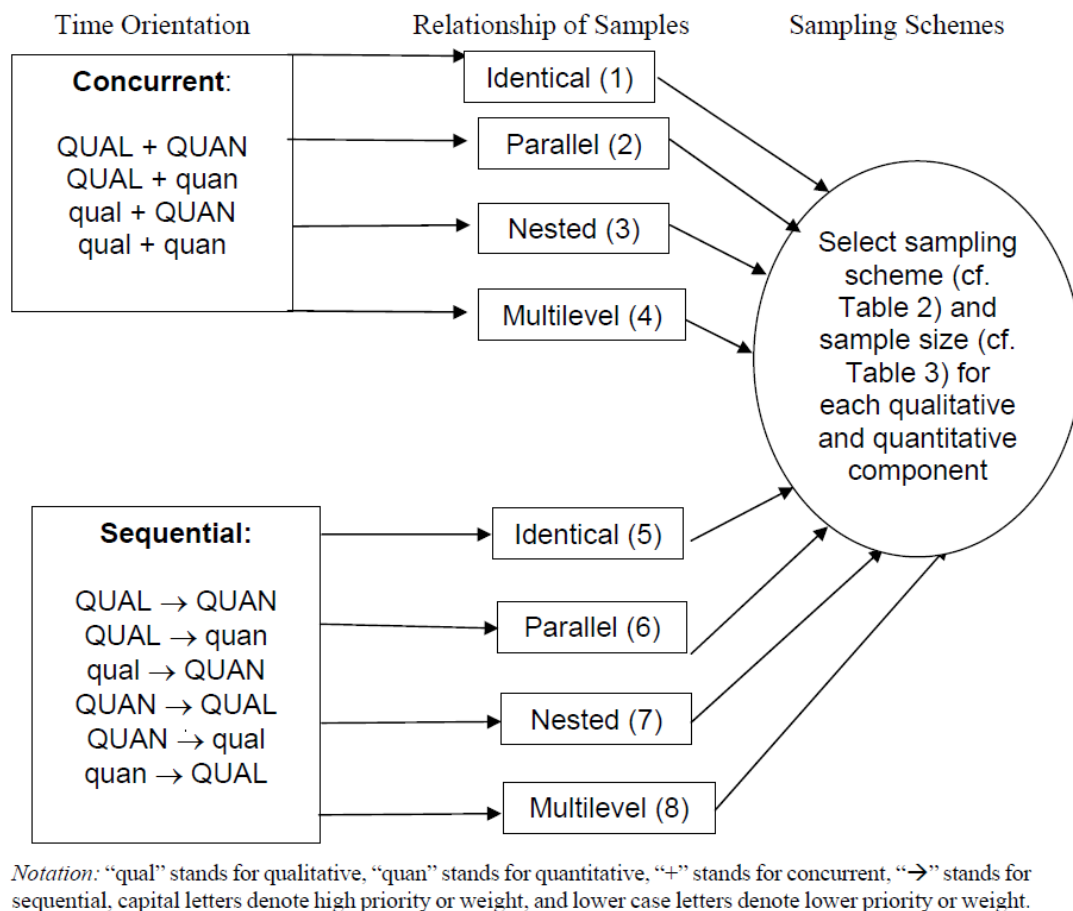 Time Orientation
Relationship of Samples
Sampling Schemes
Concurrent:
QUAL + QUAN
QUAL + quan
qual + QUAN
qual + quan
Identical (1)
Parallel (2)
Nested (3)
Multilevel (4)
Select sampling
scheme (cf.
Table 2) and
sample size (cf.
Table 3) for
each qualitative
and quantitative
component
Sequential:
QUAL → QUAN
QUAL → quan
qual → QUAN
QUAN → QUAL
QUAN → qual
quan → QUAL
Identical (5)
Parallel (6)
Nested (7)
Multilevel (8)
Notation: “qual” stands for qualitative, “quan” stands for quantitative, “+” stands for concurrent, “→” stands for
sequential, capital letters denote high priority or weight, and lower case letters denote lower priority or weight.